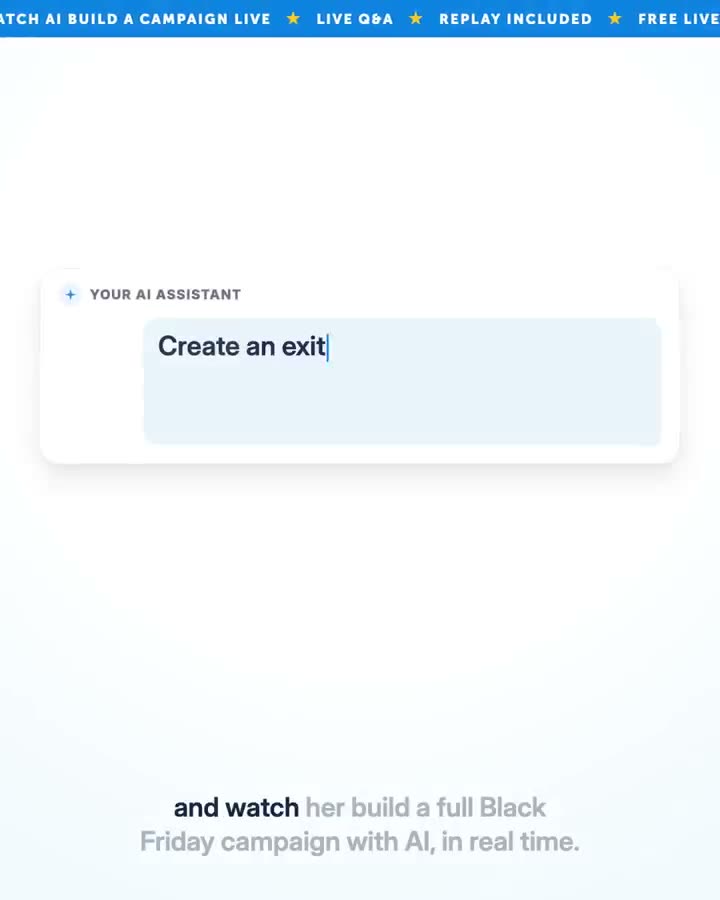 ATCH AI BUILD A CAMPAIGN LIVE ★ LIVE Q&A ★ REPLAY INCLUDED ★ FREE LIVE
YOUR AI ASSISTANT
Create an exit
and watch her build a full Black
Friday campaign with AI, in real time.